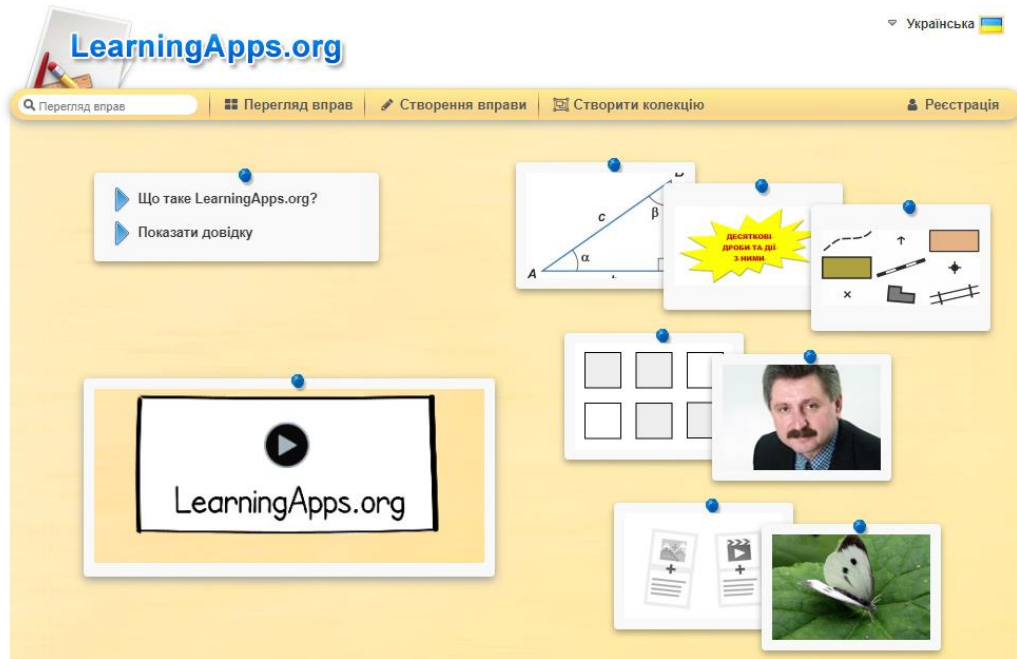 LearningApps.org
Українська
Перегляд вправ
Перегляд вправ
Створення вправи
Створити колекцію
Реєстрація
Що таке LearningApps.org?
Показати довідку
C
β
α
A
ДЕСЯТКОВІ
ДРОБИ ТА ДІЇ
З НИМИ
LearningApps.org